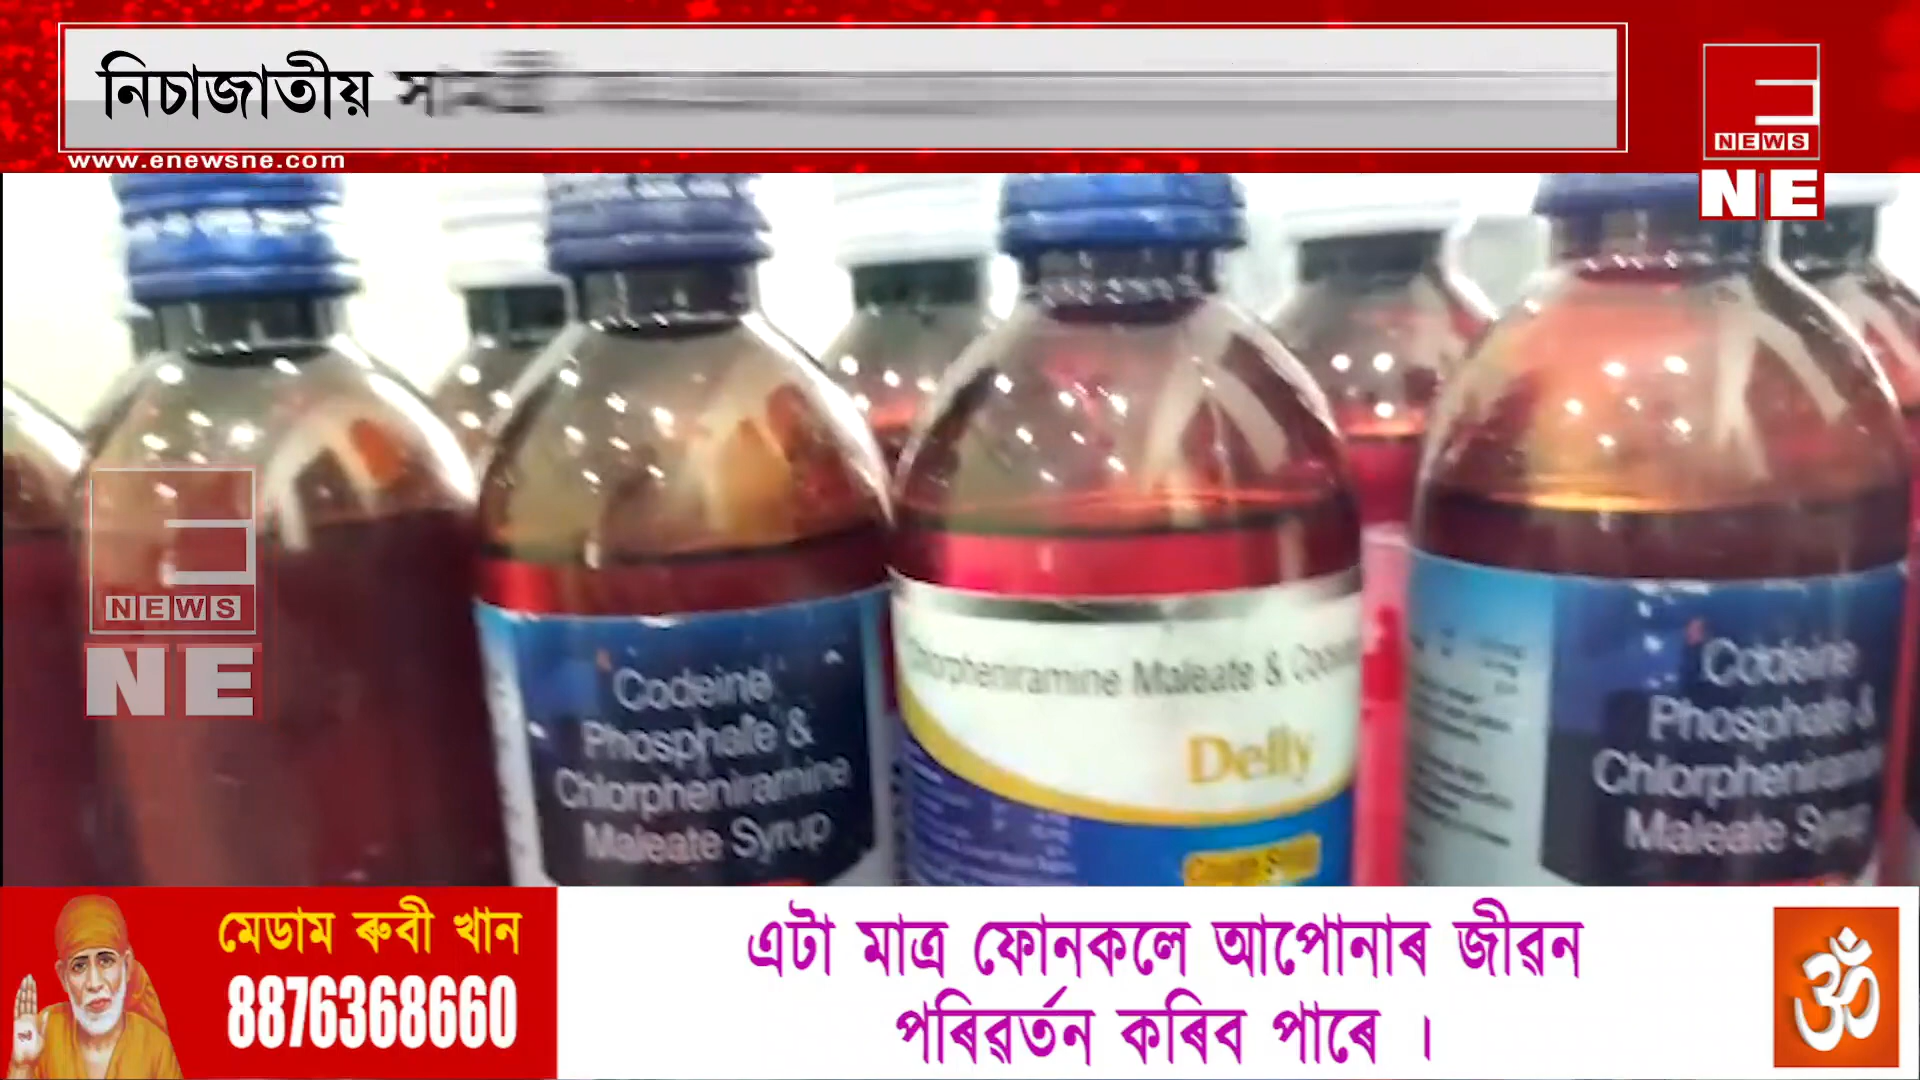 নিচাজাতীয়
www.enewsne.com
E
NEWS
NE
E
NEWS
NE
Codeine
Phosphate &
Chlorpheniramine
Maleate Syrup
Chlorpheniramine Maleate &
Delly
Codeine
Phosphate &
Maleate
মেডাম ৰুবী খান
8876368660
এটা মাত্ৰ ফোনকলে আপোনাৰ জীৱন
পৰিৱৰ্তন কৰিব পাৰে ।
ॐ